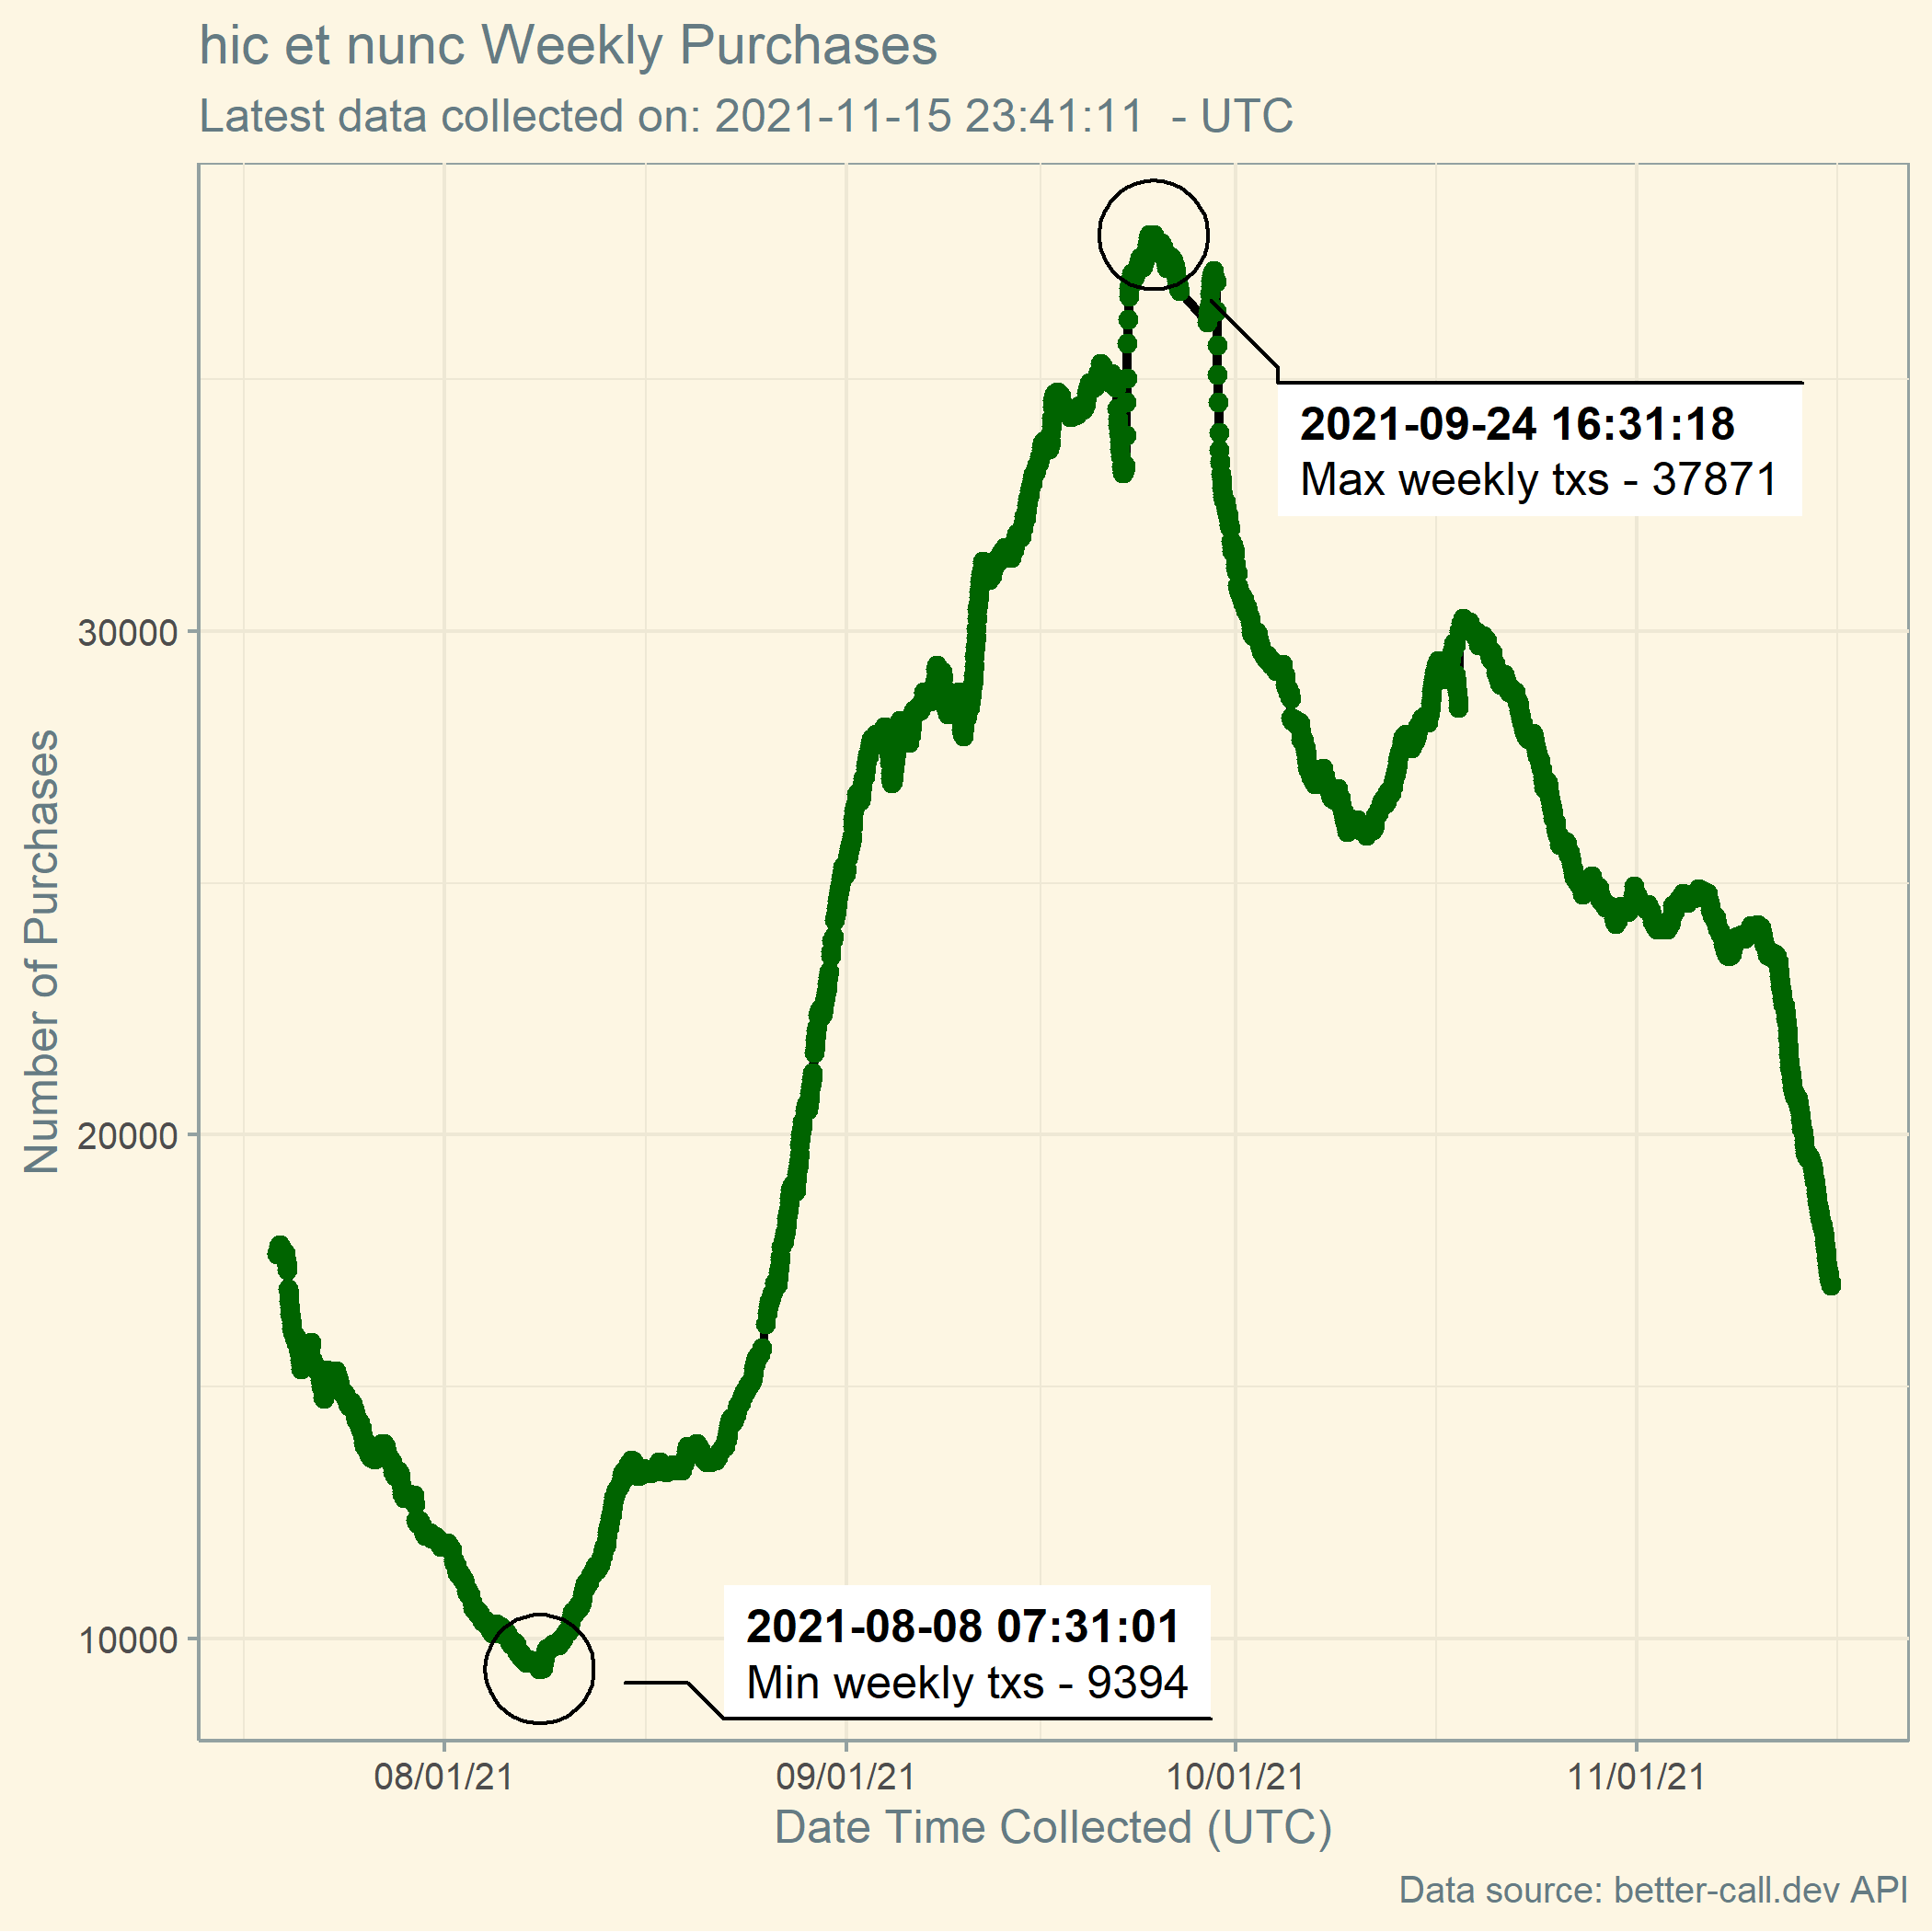 hic et nunc Weekly Purchases
Latest data collected on: 2021-11-15 23:41:11  - UTC
2021-09-24 16:31:18
Max weekly txs - 37871
30000
20000
10000
Number of Purchases
2021-08-08 07:31:01
Min weekly txs - 9394
08/01/21 09/01/21 10/01/21 11/01/21
Date Time Collected (UTC)
Data source: better-call.dev API